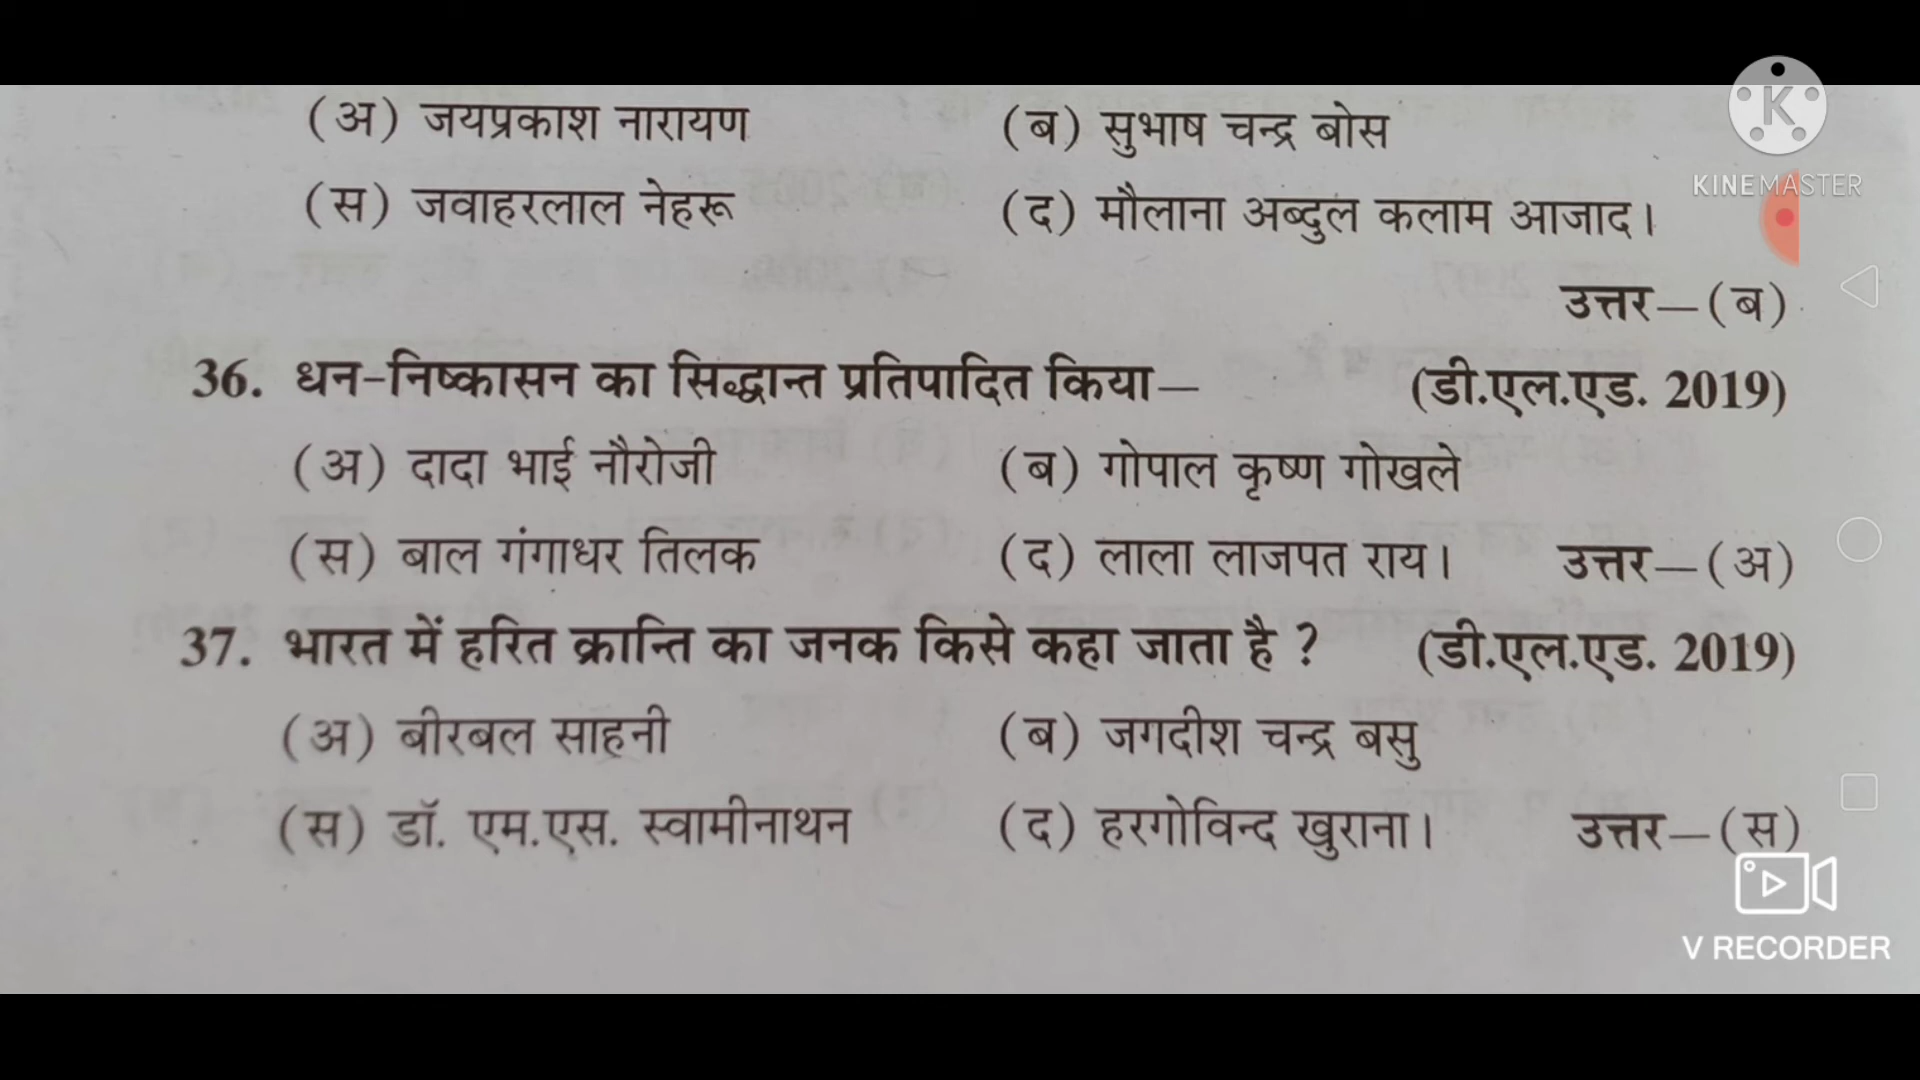 (अ) जयप्रकाश नारायण (ब) सुभाष चन्द्र बोस
KINEMASTER
(स) जवाहरलाल नेहरू (द) मौलाना अब्दुल कलाम आजाद।
उत्तर—(ब)
36. धन-निष्कासन का सिद्धान्त प्रतिपादित किया— (डी.एल.एड. 2019)
(अ) दादा भाई नौरोजी (ब) गोपाल कृष्ण गोखले
(स) बाल गंगाधर तिलक (द) लाला लाजपत राय। उत्तर—(अ)
37. भारत में हरित क्रान्ति का जनक किसे कहा जाता है ? (डी.एल.एड. 2019)
(अ) बीरबल साहनी (ब) जगदीश चन्द्र बसु
(स) डॉ. एम.एस. स्वामीनाथन (द) हरगोविन्द खुराना। उत्तर—(स)
V RECORDER